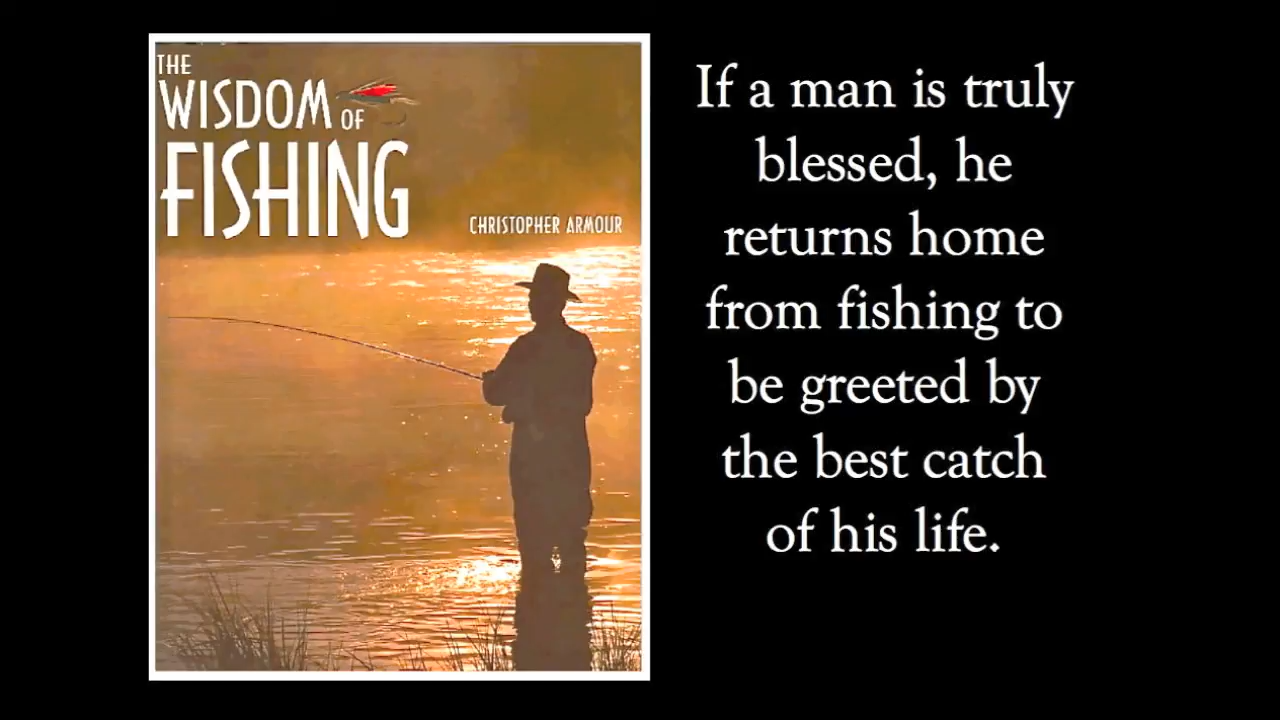 THE
WISDOM OF
FISHING
CHRISTOPHER ARMOUR
If a man is truly
blessed, he
returns home
from fishing to
be greeted by
the best catch
of his life.